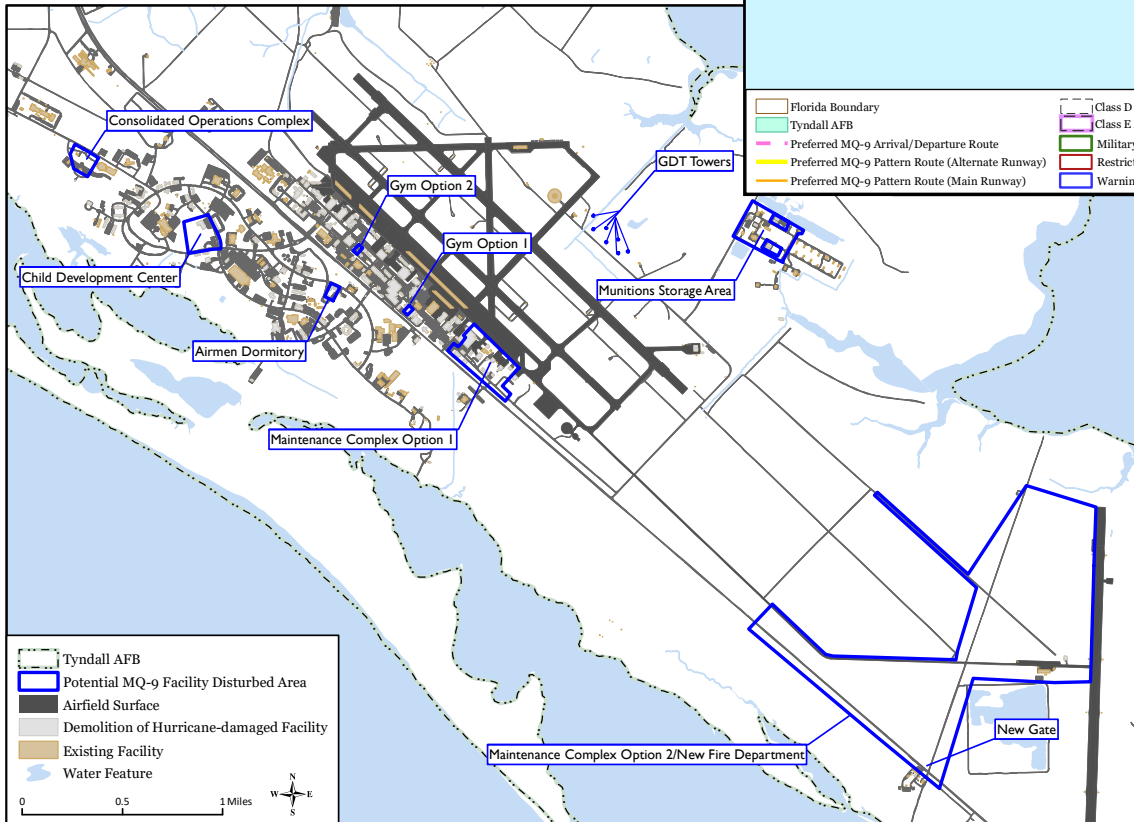 Florida Boundary
Tyndall AFB
Preferred MQ-9 Arrival/Departure Route
Preferred MQ-9 Pattern Route (Alternate Runway)
Preferred MQ-9 Pattern Route (Main Runway)
Class D
Class E
Military
Restrict
Warnin
Consolidated Operations Complex
GDT Towers
Gym Option 2
Gym Option 1
Child Development Center
Munitions Storage Area
Airmen Dormitory
Maintenance Complex Option 1
New Gate
Maintenance Complex Option 2/New Fire Department
Tyndall AFB
Potential MQ-9 Facility Disturbed Area
Airfield Surface
Demolition of Hurricane-damaged Facility
Existing Facility
Water Feature
0 0.5 1 Miles
N
W E
S